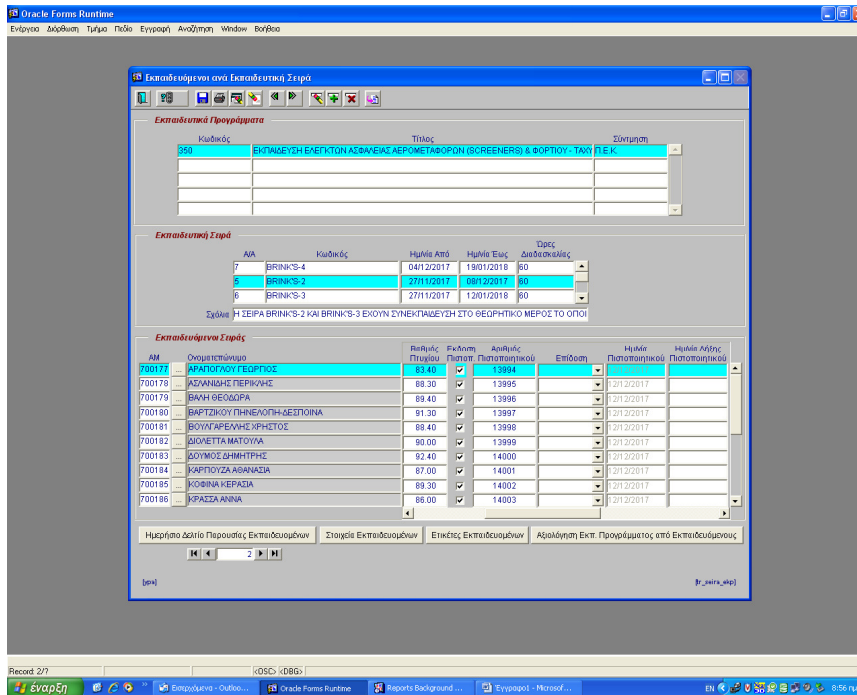 Oracle Forms Runtime
Ενέργεια Διόρθωση Τμήμα Πεδίο Εγγραφή Αναζήτηση Window Βοήθεια
Εκπαιδευόμενοι ανά Εκπαιδευτική Σειρά
Εκπαιδευτικά Προγράμματα
Κωδικός Τίτλος Σύντμηση
350 ΕΚΠΑΙΔΕΥΣΗ ΕΛΕΓΚΤΩΝ ΑΣΦΑΛΕΙΑΣ ΑΕΡΟΜΕΤΑΦΟΡΩΝ (SCREENERS) & ΦΟΡΤΙΟΥ - ΤΑΧΥ Π.Ε.Κ.
Εκπαιδευτική Σειρά
Α/Α Κωδικός Ημ/νία Από Ημ/νία Έως Ώρες Διαδασκαλίας
7 BRINK'S-4 04/12/2017 19/01/2018 60
5 BRINK'S-2 27/11/2017 08/12/2017 60
6 BRINK'S-3 27/11/2017 12/01/2018 60
Σχόλια Η ΣΕΙΡΑ BRINK'S-2 ΚΑΙ BRINK'S-3 ΕΧΟΥΝ ΣΥΝΕΚΠΑΙΔΕΥΣΗ ΣΤΟ ΘΕΩΡΗΤΙΚΟ ΜΕΡΟΣ ΤΟ ΟΠΟΙ
Εκπαιδευόμενοι Σειράς
ΑΜ Ονοματεπώνυμο Βαθμός Πτυχίου Έκδοση Πιστοπ. Αριθμός Πιστοποιητικού Επίδοση Ημ/νία Πιστοποιητικού Ημ/νία Λήξης Πιστοποιητικού
700177 ... ΑΡΑΠΟΓΛΟΥ ΓΕΩΡΓΙΟΣ 83.40 13994 12/12/2017
700178 ... ΑΣΛΑΝΙΔΗΣ ΠΕΡΙΚΛΗΣ 88.30 13995 12/12/2017
700179 ... ΒΑΛΗ ΘΕΟΔΩΡΑ 89.40 13996 12/12/2017
700180 ... ΒΑΡΤΖΙΚΟΥ ΠΗΝΕΛΟΠΗ-ΔΕΣΠΟΙΝΑ 91.30 13997 12/12/2017
700181 ... ΒΟΥΛΓΑΡΕΛΛΗΣ ΧΡΗΣΤΟΣ 88.40 13998 12/12/2017
700182 ... ΔΙΟΛΕΤΤΑ ΜΑΤΟΥΛΑ 90.00 13999 12/12/2017
700183 ... ΔΟΥΜΟΣ ΔΗΜΗΤΡΗΣ 92.40 14000 12/12/2017
700184 ... ΚΑΡΠΟΥΖΑ ΑΘΑΝΑΣΙΑ 87.00 14001 12/12/2017
700185 ... ΚΟΦΙΝΑ ΚΕΡΑΣΙΑ 89.30 14002 12/12/2017
700186 ... ΚΡΑΣΣΑ ΑΝΝΑ 86.00 14003 12/12/2017
Ημερήσιο Δελτίο Παρουσίας Εκπαιδευομένων Στοιχεία Εκπαιδευομένων Ετικέτες Εκπαιδευομένων Αξιολόγηση Εκπ. Προγράμματος από Εκπαιδευόμενους
2
[ypa] [tr_seira_ekp]
Record: 2/? <OSC> <DBG>
έναρξη Εισερχόμενα - Outloo... Oracle Forms Runtime Reports Background ... Έγγραφο1 - Microsof... EN 8:56 πμ